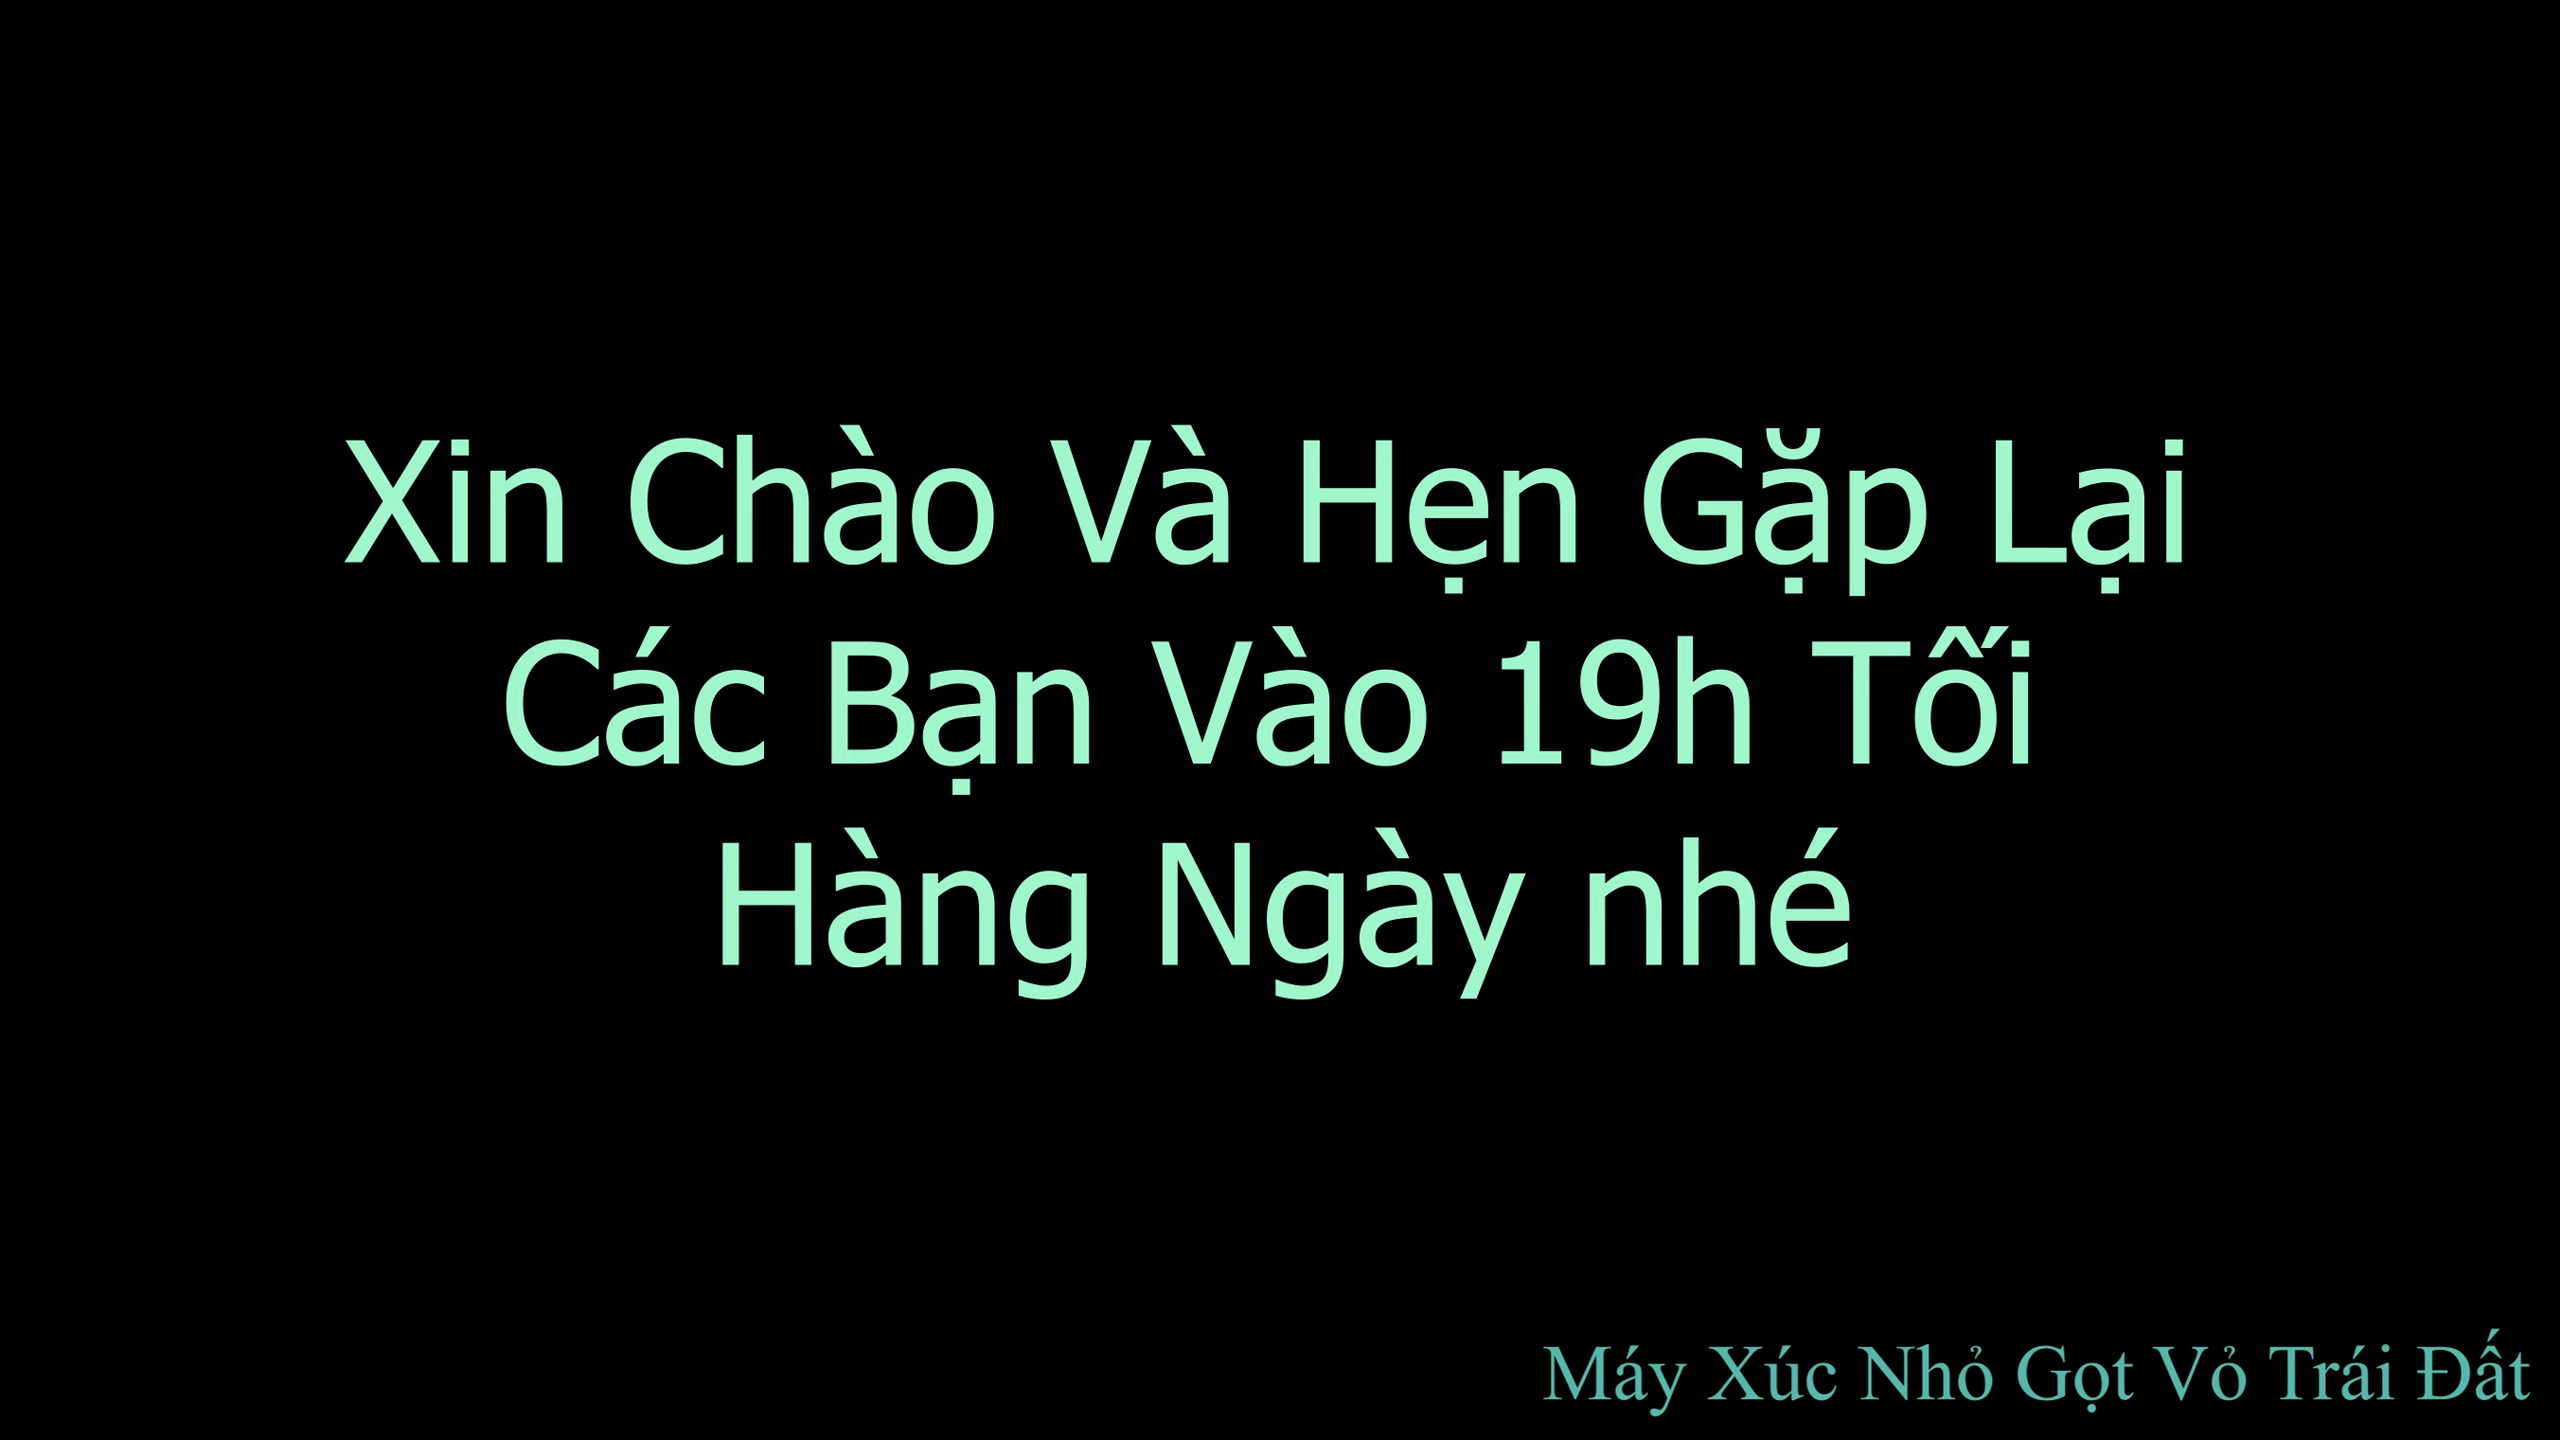 Xin Chào Và Hẹn Gặp Lại
Các Bạn Vào 19h Tối
Hàng Ngày nhé
Máy Xúc Nhỏ Gọt Vỏ Trái Đất